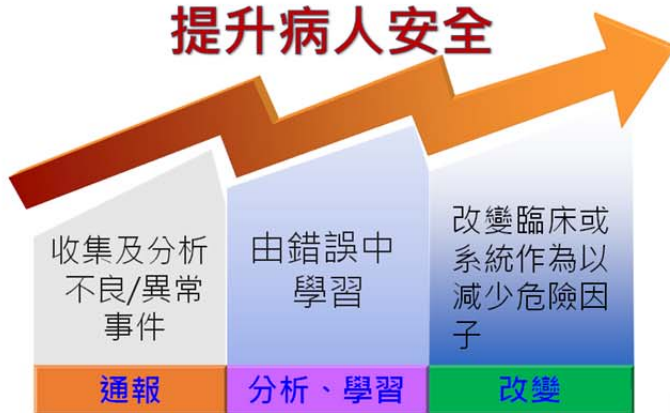 提升病人安全
收集及分析
不良/異常
事件
由錯誤中
學習
改變臨床或
系統作為以
減少危險因
子
通報
分析、學習
改變